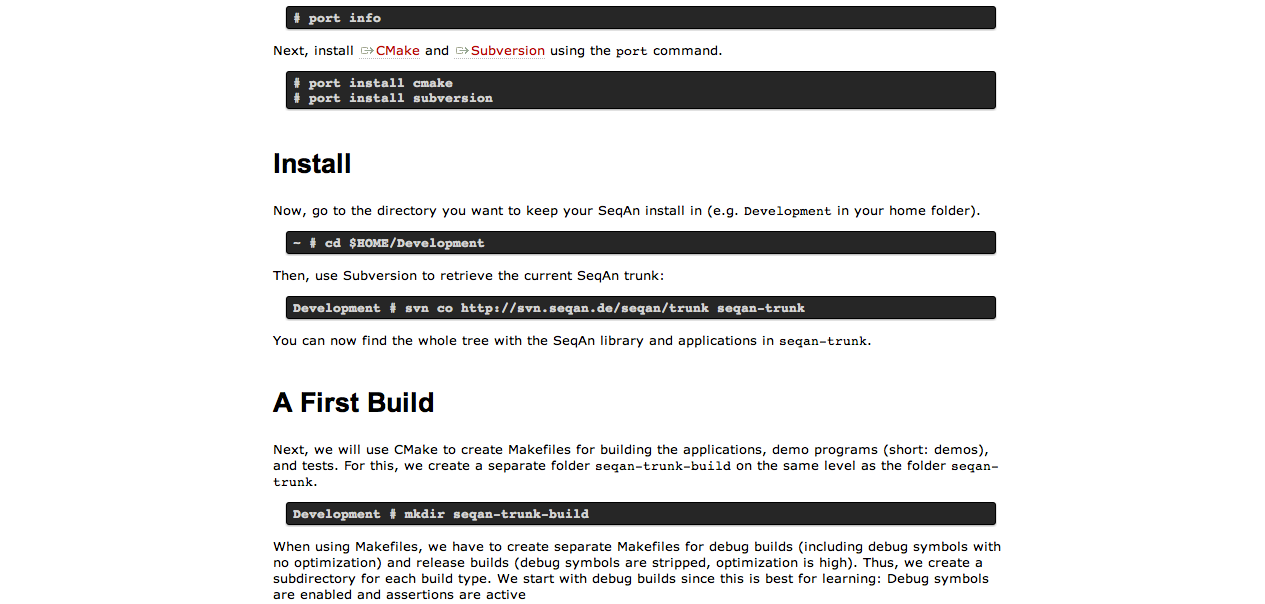 # port info
Next, install CMake and Subversion using the port command.
# port install cmake
# port install subversion
Install
Now, go to the directory you want to keep your SeqAn install in (e.g. Development in your home folder).
~ # cd $HOME/Development
Then, use Subversion to retrieve the current SeqAn trunk:
Development # svn co http://svn.seqan.de/seqan/trunk seqan-trunk
You can now find the whole tree with the SeqAn library and applications in seqan-trunk.
A First Build
Next, we will use CMake to create Makefiles for building the applications, demo programs (short: demos),
and tests. For this, we create a separate folder seqan-trunk-build on the same level as the folder seqan-
trunk.
Development # mkdir seqan-trunk-build
When using Makefiles, we have to create separate Makefiles for debug builds (including debug symbols with
no optimization) and release builds (debug symbols are stripped, optimization is high). Thus, we create a
subdirectory for each build type. We start with debug builds since this is best for learning: Debug symbols
are enabled and assertions are active